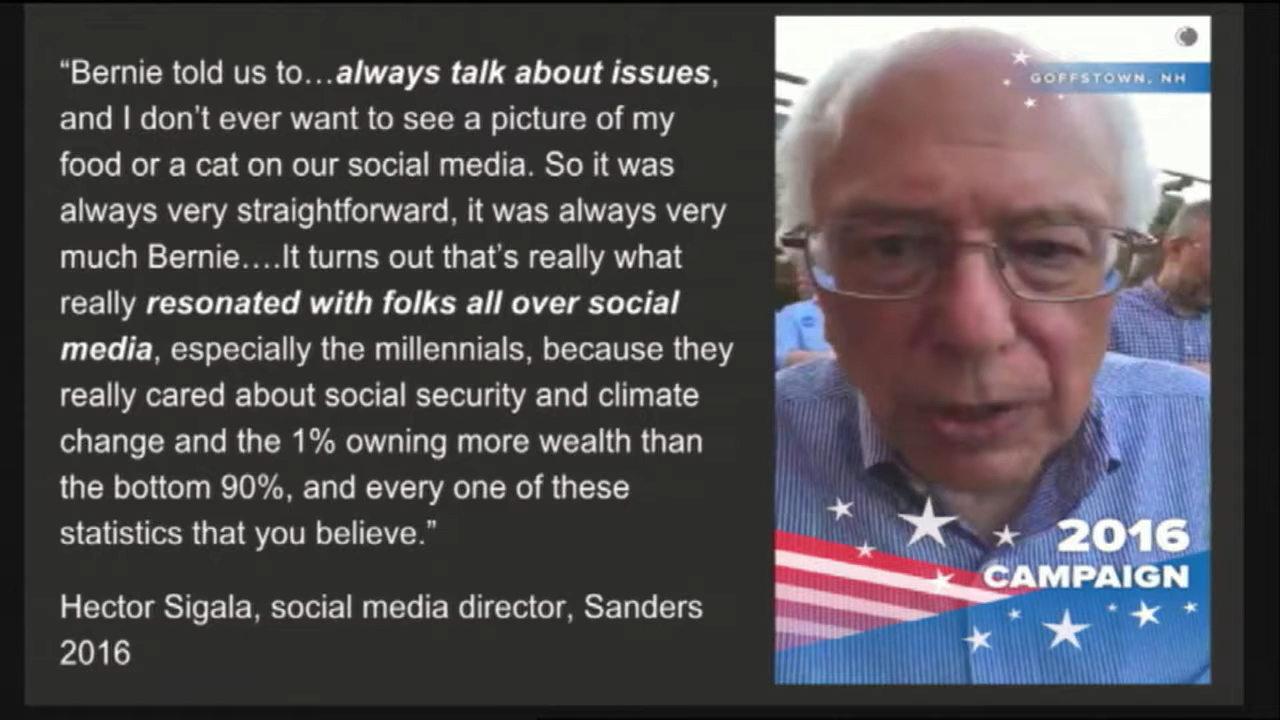 “Bernie told us to…always talk about issues,
and I don’t ever want to see a picture of my
food or a cat on our social media. So it was
always very straightforward, it was always very
much Bernie….It turns out that’s really what
really resonated with folks all over social
media, especially the millennials, because they
really cared about social security and climate
change and the 1% owning more wealth than
the bottom 90%, and every one of these
statistics that you believe.”
Hector Sigala, social media director, Sanders
2016
GOFFSTOWN, NH
2016
CAMPAIGN